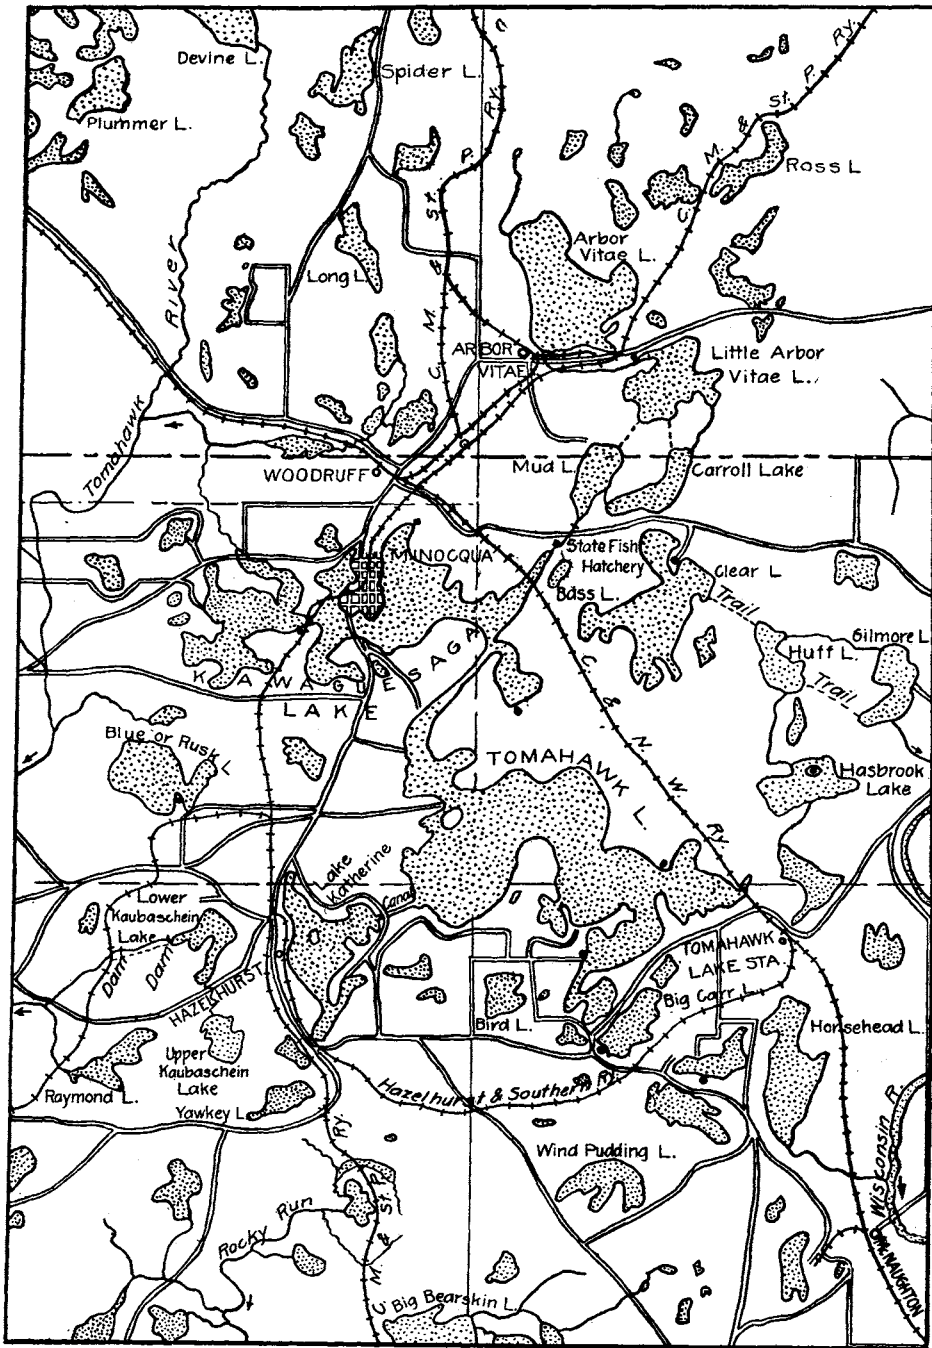 Devine L.
Plummer L.
Spider L.
C. M. & St. P. Ry.
C. M. & St. P. Ry.
Ross L
Arbor
Vitae L.
Long L.
River
Tomahawk
ARBOR
VITAE
Little Arbor
Vitae L.
WOODRUFF
Mud L.
Carroll Lake
MINOCQUA
State Fish
Hatchery
Bass L.
Clear L
Trail
Gilmore L
Huff L.
Trail
KAWAGUESAGA
LAKE
Blue or Rusk L
TOMAHAWK
L.
C. & N. W. Ry.
Hasbrook
Lake
Lake
Katherine
Canal
Lower
Kaubaschein
Lake
Dam
Dam
HAZELHURST
TOMAHAWK
LAKE STA.
Big Carr L.
Bird L.
Horsehead L.
Upper
Kaubaschein
Lake
Raymond L.
Yawkey L.
Hazelhurst & Southern Ry.
Wind Pudding L.
Wisconsin R.
Rocky Run
C. M. & St. P. Ry.
Big Bearskin L.
McNAUGHTON